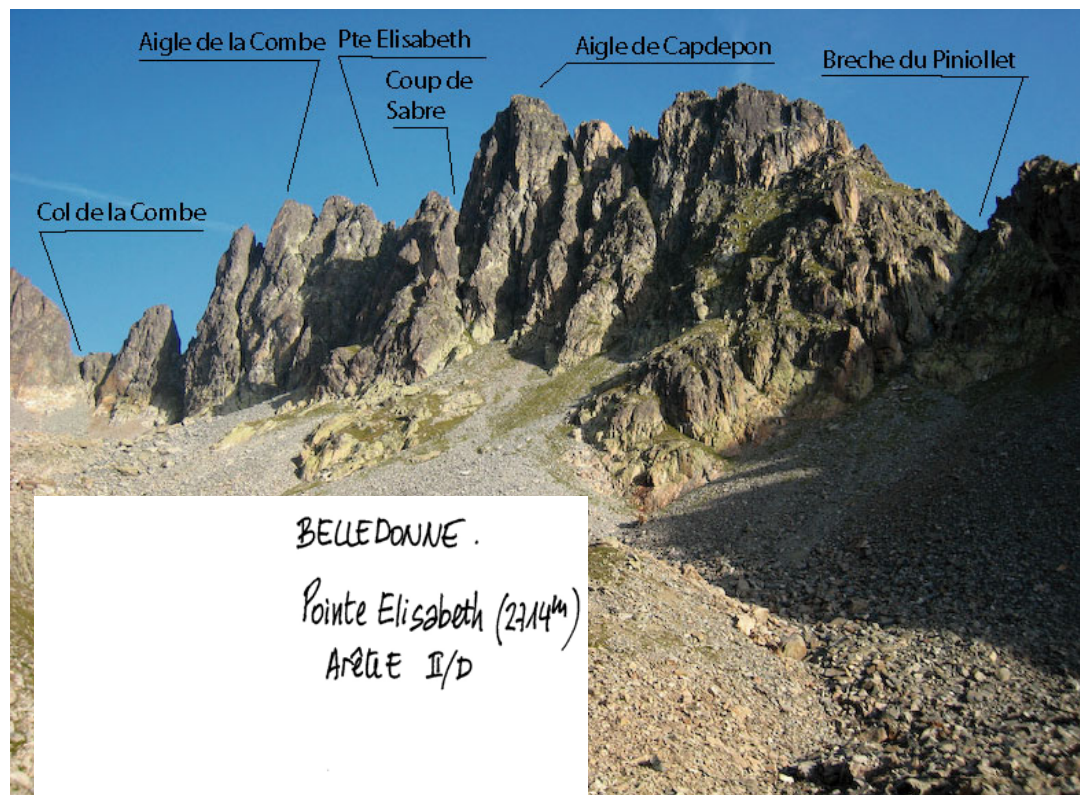 Aigle de la Combe
Pte Elisabeth
Coup de
Sabre
Aigle de Capdepon
Breche du Piniollet
Col de la Combe
BELLEDONNE.
Pointe Elisabeth (2714m)
ArêtE II/D